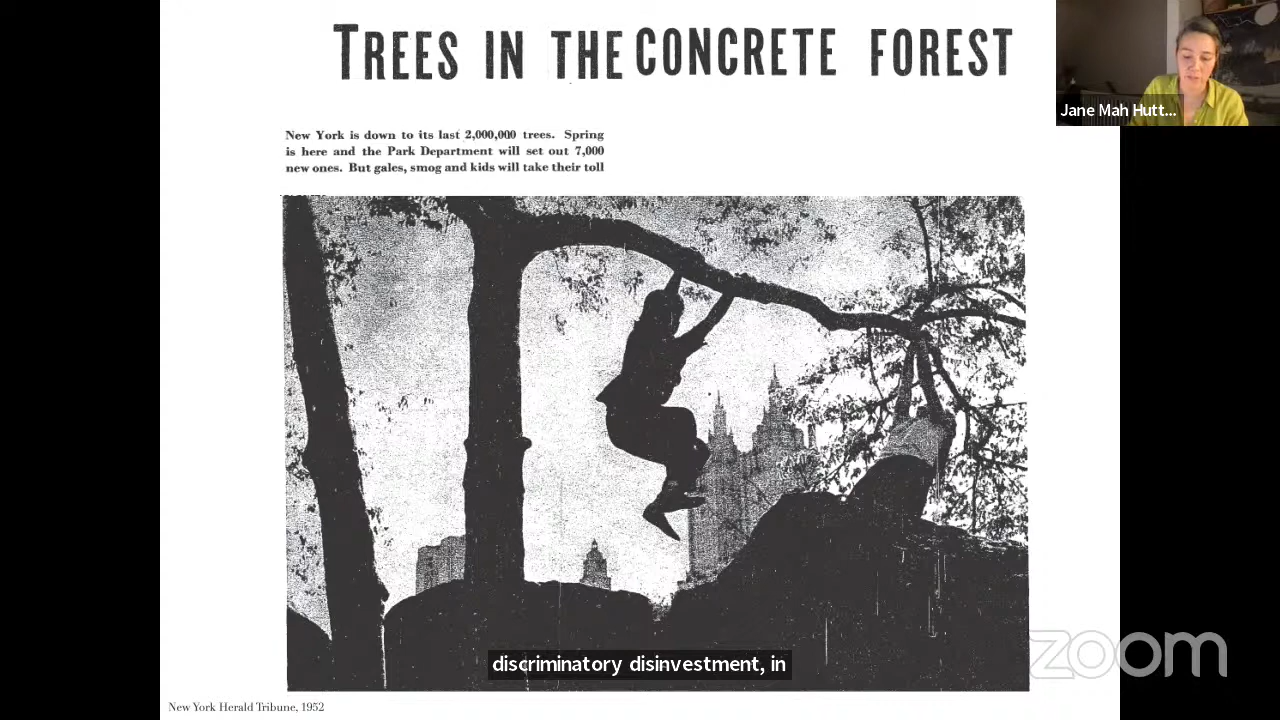 TREES IN THE CONCRETE FOREST
Jane Mah Hutt...
New York is down to its last 2,000,000 trees. Spring
is here and the Park Department will set out 7,000
new ones. But gales, smog and kids will take their toll
discriminatory disinvestment, in
zoom
New York Herald Tribune, 1952